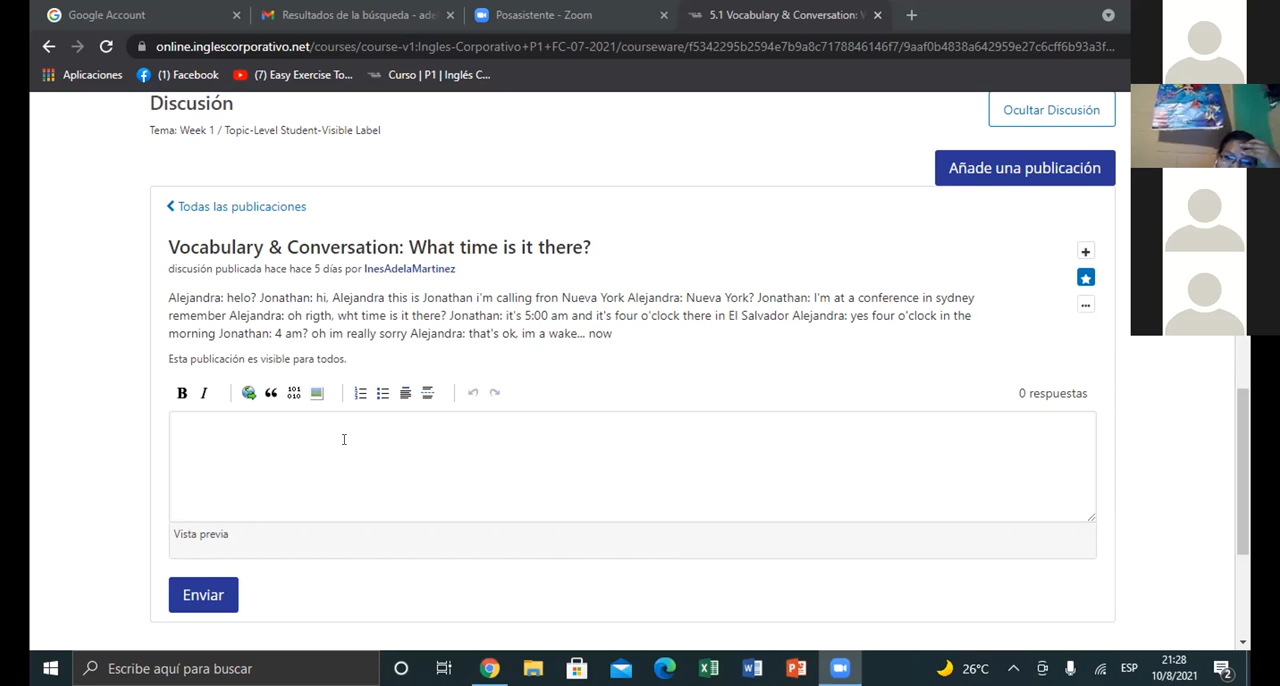 Google Account
Resultados de la búsqueda - ade
Posasistente - Zoom
5.1 Vocabulary & Conversation: W
online.inglescorporativo.net/courses/course-v1:Ingles-Corporativo+P1+FC-07-2021/courseware/f5342295b2594e7b9a8c7178846146f7/9aaf0b4838a642959e27c6cff6b93a3f...
Aplicaciones
(1) Facebook
(7) Easy Exercise To...
Curso | P1 | Inglés C...
Discusión
Ocultar Discusión
Tema: Week 1 / Topic-Level Student-Visible Label
Añade una publicación
Todas las publicaciones
Vocabulary & Conversation: What time is it there?
discusión publicada hace hace 5 días por InesAdelaMartinez
Alejandra: helo? Jonathan: hi, Alejandra this is Jonathan i'm calling fron Nueva York Alejandra: Nueva York? Jonathan: I'm at a conference in sydney
remember Alejandra: oh rigth, wht time is it there? Jonathan: it's 5:00 am and it's four o'clock there in El Salvador Alejandra: yes four o'clock in the
morning Jonathan: 4 am? oh im really sorry Alejandra: that's ok, im a wake... now
Esta publicación es visible para todos.
B I
101
010
0 respuestas
Vista previa
Enviar
Escribe aquí para buscar
26°C
ESP
21:28
10/8/2021
2